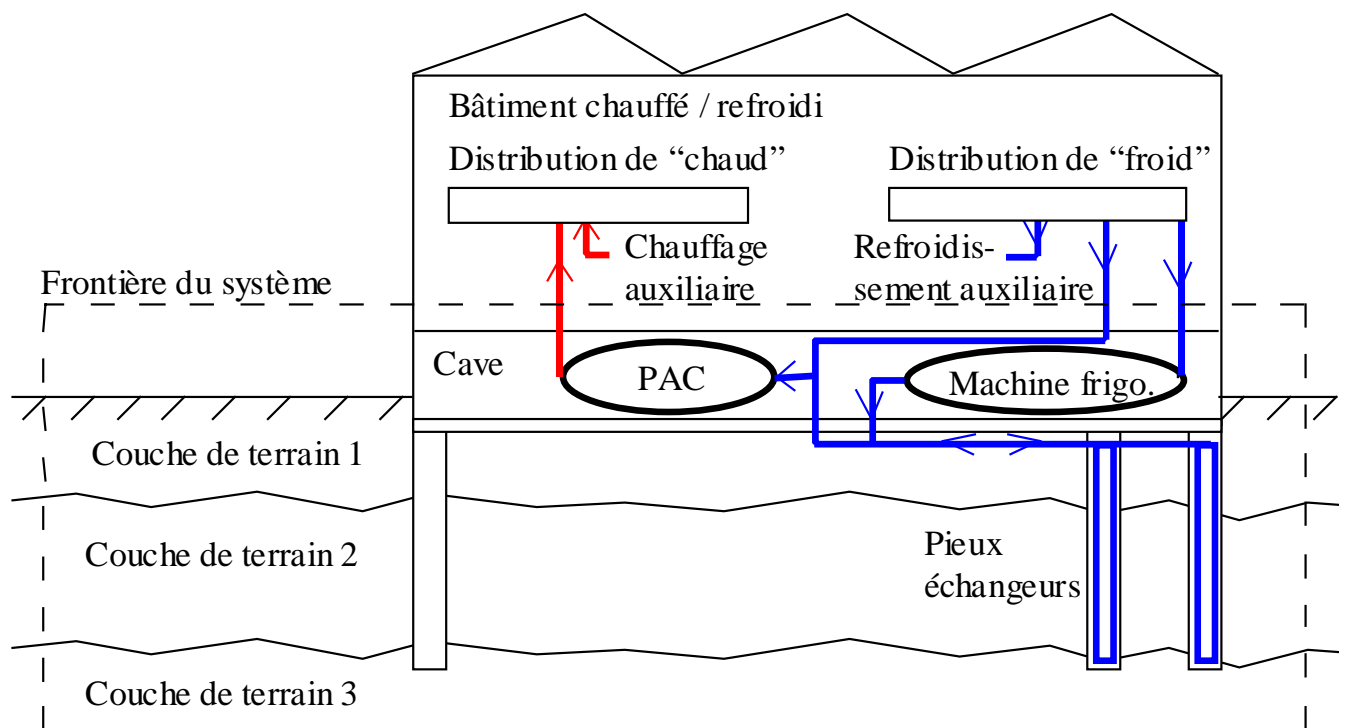 Bâtiment chauffé / refroidi
Distribution de “chaud”
Distribution de “froid”
Chauffage
auxiliaire
Refroidis-
sement auxiliaire
Frontière du système
Cave
PAC
Machine frigo.
Couche de terrain 1
Couche de terrain 2
Pieux
échangeurs
Couche de terrain 3